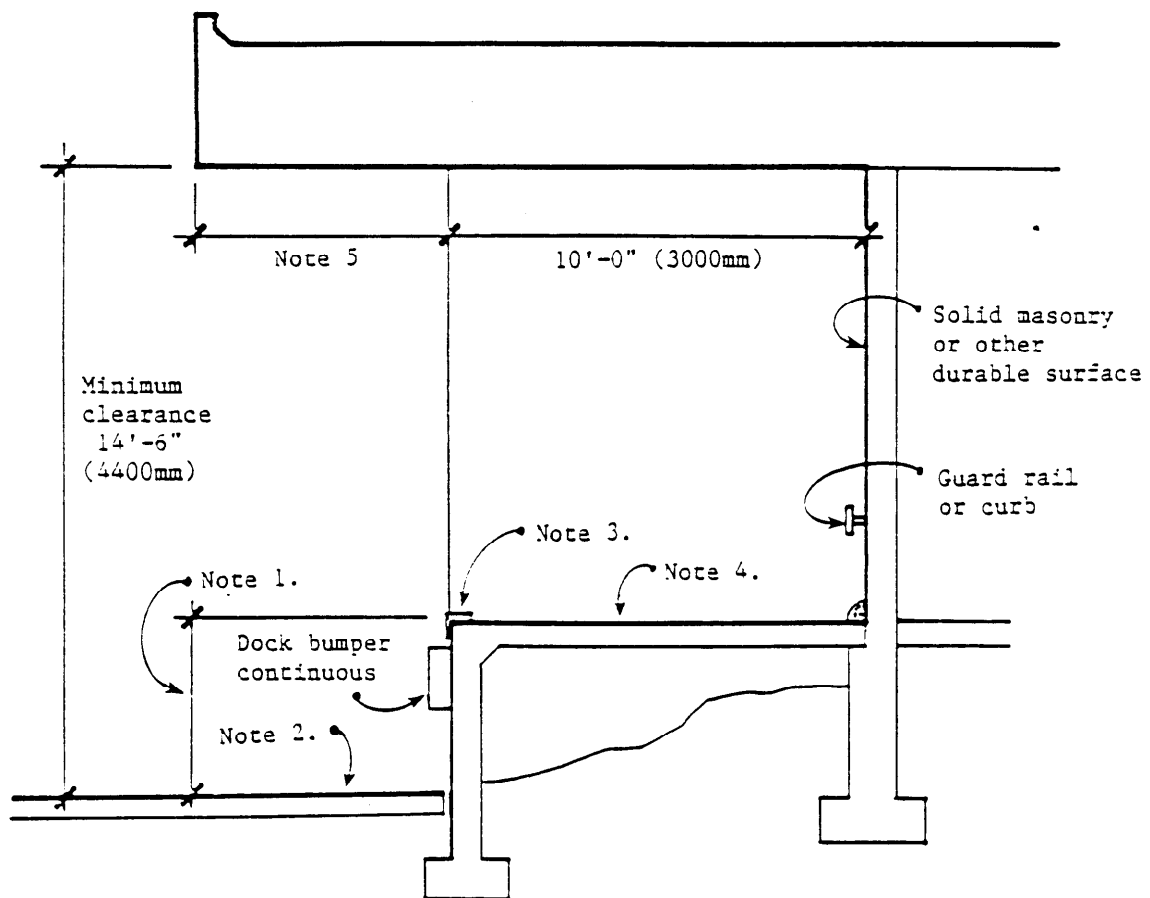 Note 5
10'-0" (3000mm)
Solid masonry
or other
durable surface
Minimum
clearance
14'-6"
(4400mm)
Guard rail
or curb
Note 3.
Note 4.
Note 1.
Dock bumper
continuous
Note 2.